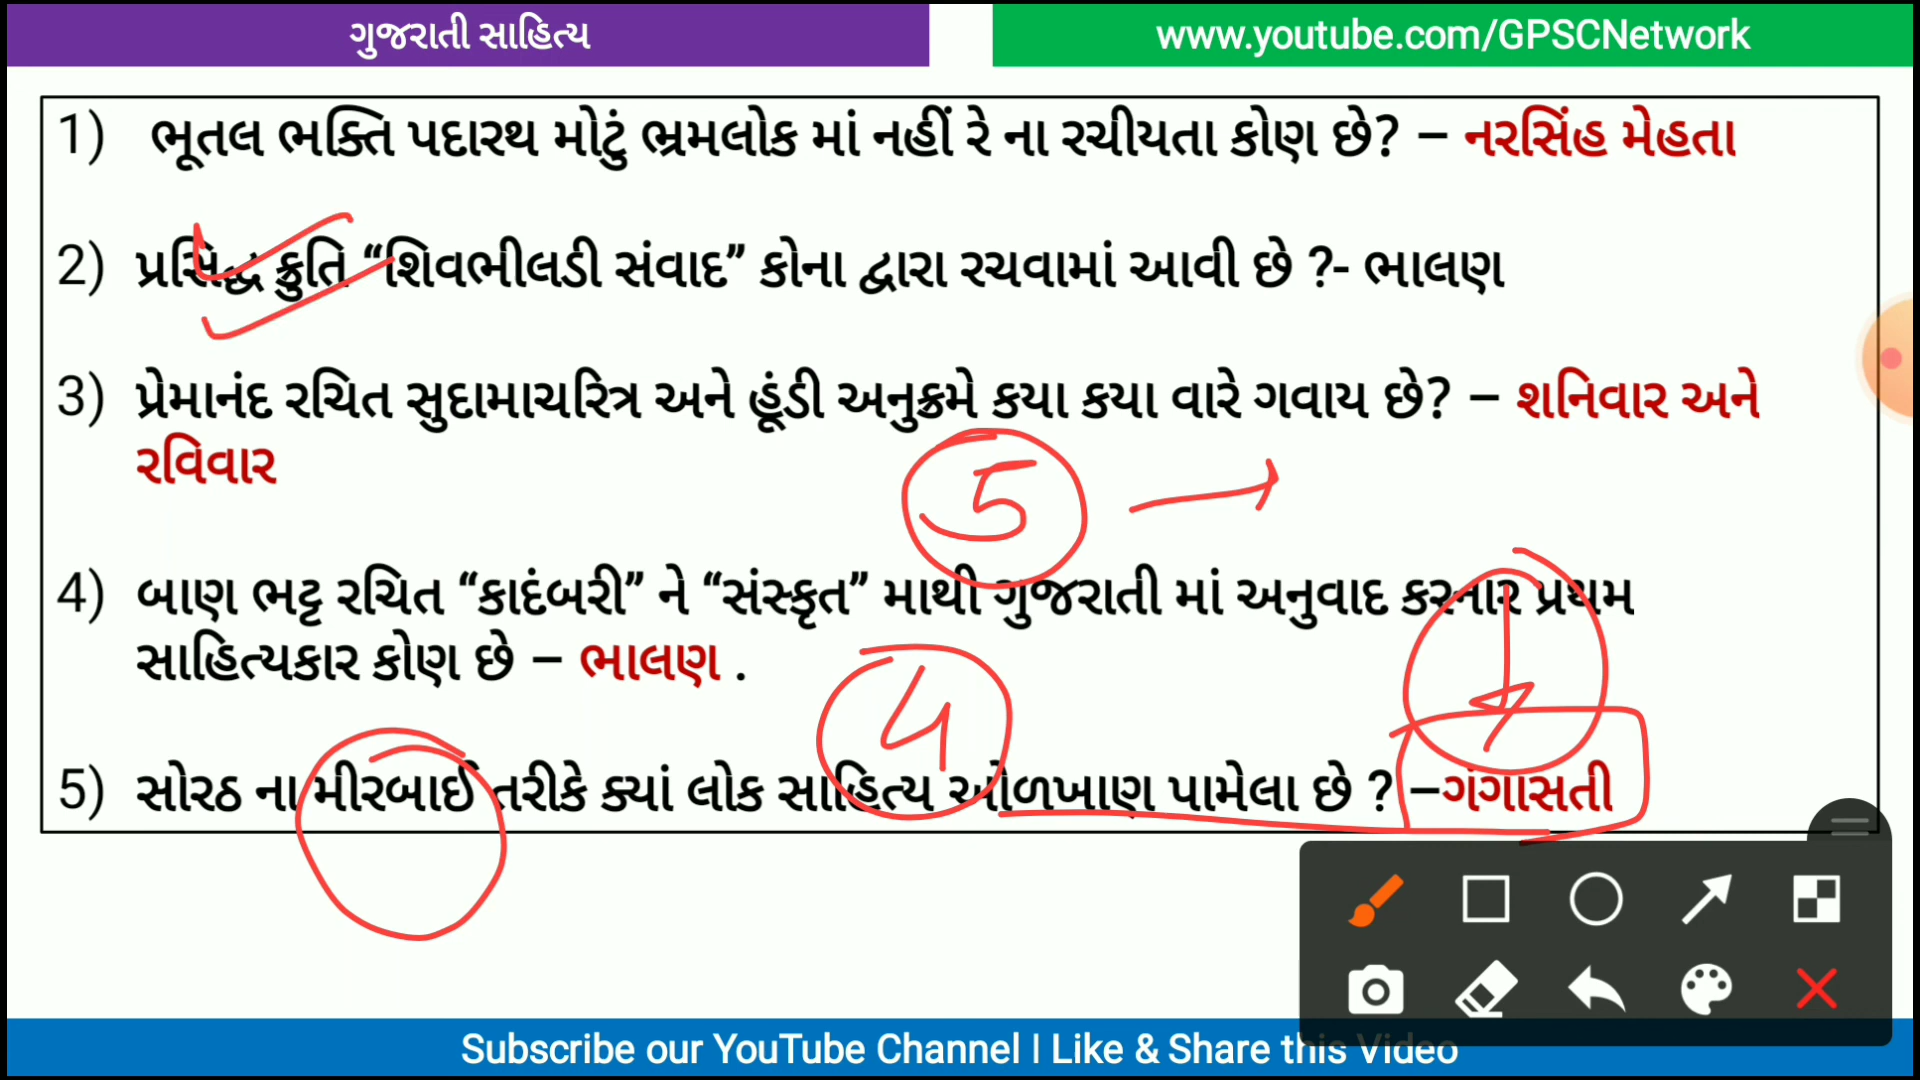 ગુજરાતી સાહિત્ય
www.youtube.com/GPSCNetwork
1) ભૂતલ ભક્તિ પદારથ મોટું ભ્રમલોક માં નહીં રે ના રચીયતા કોણ છે? – નરસિંહ મેહતા
2) પ્રસિદ્ધ ક્રુતિ “શિવભીલડી સંવાદ” કોના દ્વારા રચવામાં આવી છે ?- ભાલણ
3) પ્રેમાનંદ રચિત સુદામાચરિત્ર અને હૂંડી અનુક્રમે કયા કયા વારે ગવાય છે? – શનિવાર અને
રવિવાર
5
4) બાણ ભટ્ટ રચિત “કાદંબરી” ને “સંસ્કૃત” માથી ગુજરાતી માં અનુવાદ કરનાર પ્રથમ
સાહિત્યકાર કોણ છે – ભાલણ .
4
5) સોરઠ ના મીરબાઈ તરીકે ક્યાં લોક સાહિત્ય ઓળખાણ પામેલા છે ? –ગંગાસતી
Subscribe our YouTube Channel | Like & Share this Video